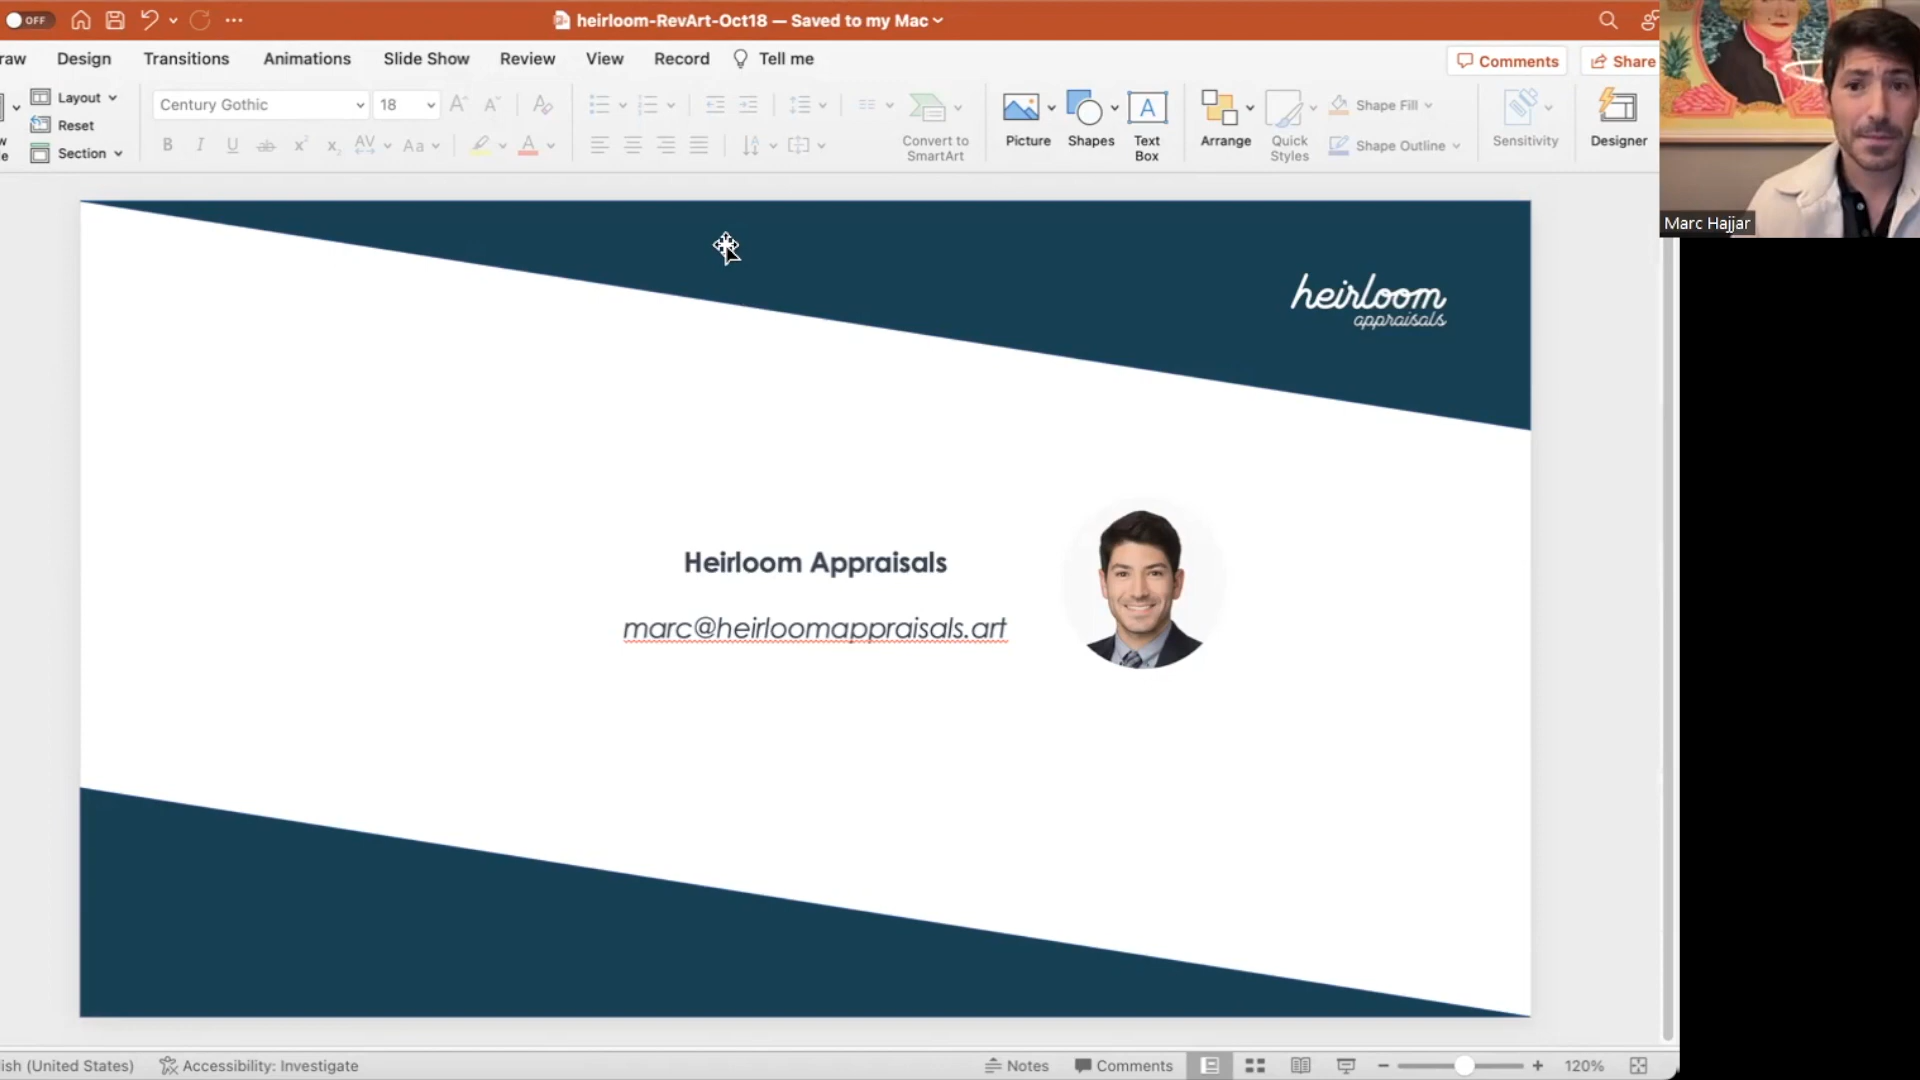 OFF
heirloom-RevArt-Oct18 — Saved to my Mac
raw Design Transitions Animations Slide Show Review View Record Tell me
Comments Share
Layout
Reset
Section
Century Gothic 18
Convert to
SmartArt
Picture
Shapes
Text
Box
Arrange
Quick
Styles
Shape Fill
Shape Outline
Sensitivity
Designer
Marc Hajjar
heirloom
appraisals
Heirloom Appraisals
marc@heirloomappraisals.art
ish (United States) Accessibility: Investigate Notes Comments 120%